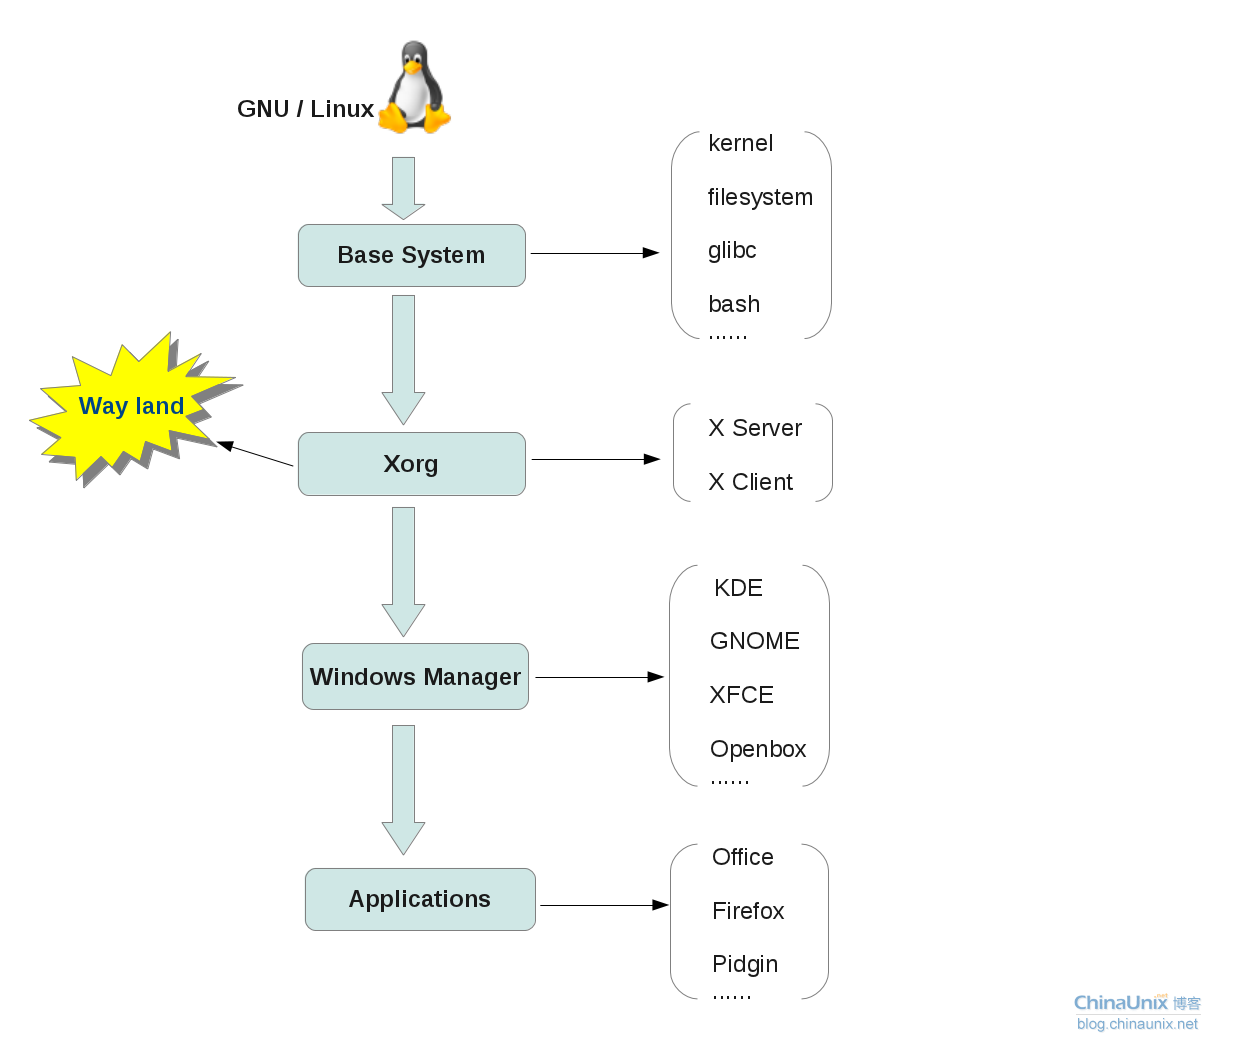 GNU / Linux
kernel
filesystem
glibc
bash
......
Base System
Way land
Xorg
X Server
X Client
Windows Manager
KDE
GNOME
XFCE
Openbox
......
Applications
Office
Firefox
Pidgin
......
ChinaUnix.net 博客
blog.chinaunix.net